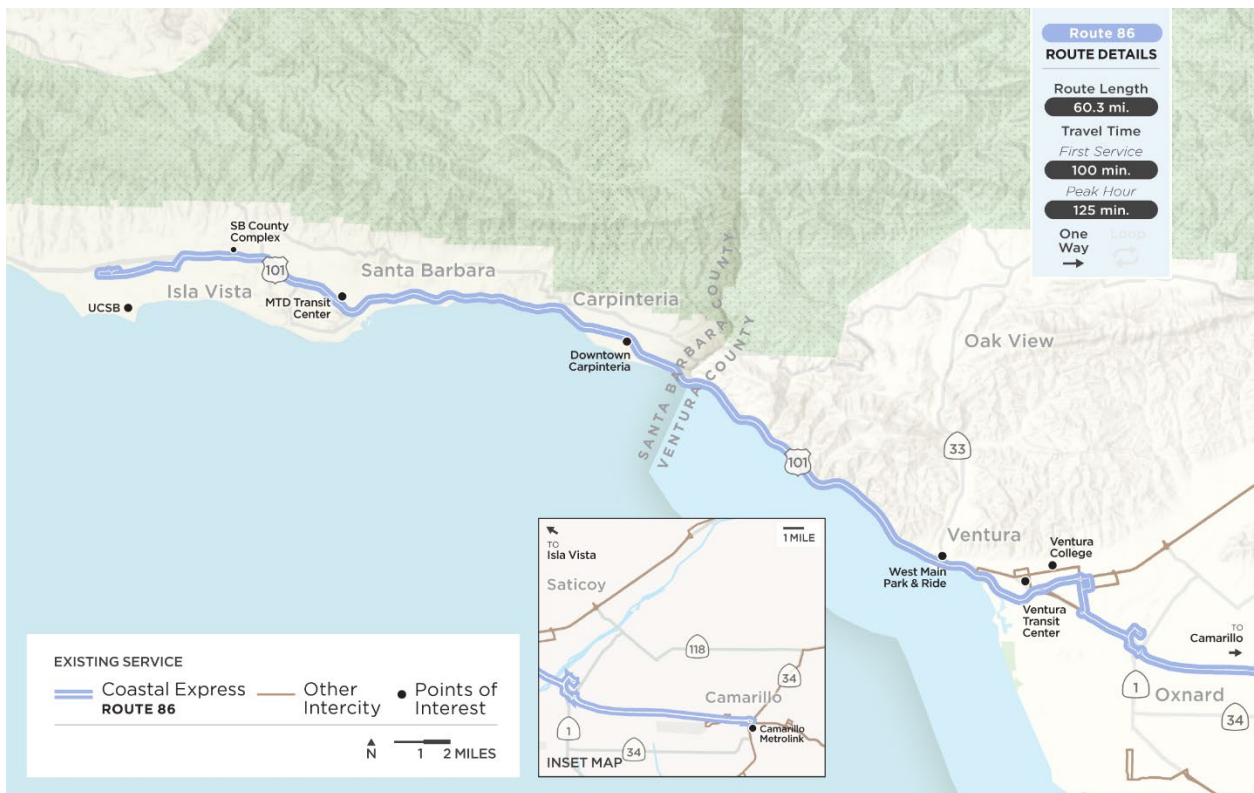 Route 86
ROUTE DETAILS
Route Length
60.3 mi.
Travel Time
First Service
100 min.
Peak Hour
125 min.
One
Way
Loop
SB County
Complex
101
Santa Barbara
Isla Vista
MTD Transit
Center
UCSB
Carpinteria
Downtown
Carpinteria
SANTA BARBARA COUNTY
VENTURA COUNTY
Oak View
33
101
Ventura
Ventura
College
West Main
Park & Ride
Ventura
Transit
Center
TO
Camarillo
1
Oxnard
34
TO
Isla Vista
1 MILE
Saticoy
118
34
Camarillo
1
34
Camarillo
Metrolink
INSET MAP
EXISTING SERVICE
Coastal Express
ROUTE 86
Other
Intercity
Points of
Interest
N
1 2 MILES